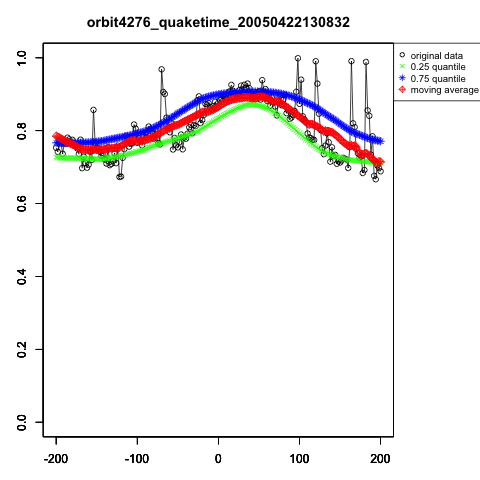 orbit4276_quaketime_20050422130832
original data
0.25 quantile
0.75 quantile
moving average
1.0
0.8
0.6
0.4
0.2
0.0
-200 -100 0 100 200